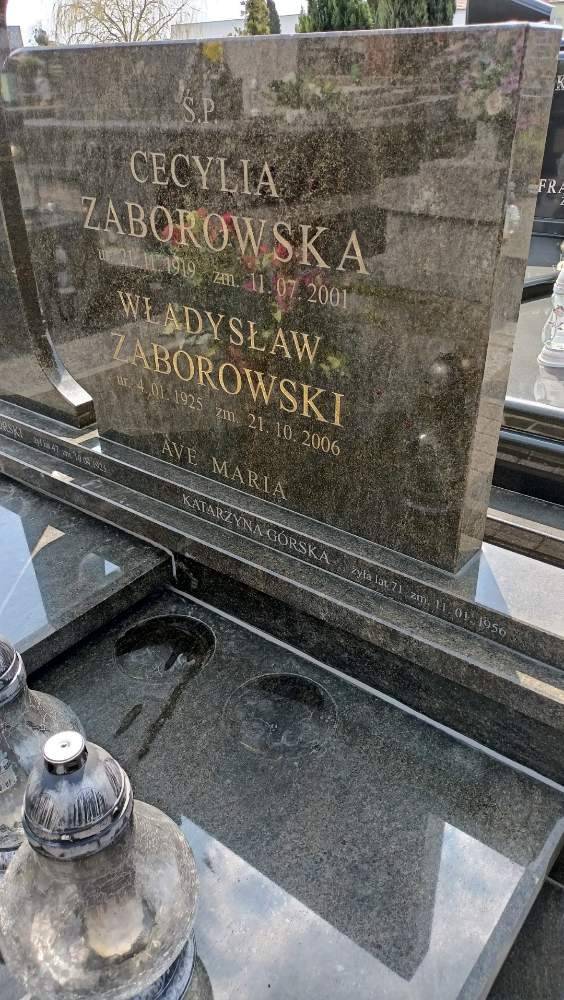 Ś.P.
CECYLIA
ZABOROWSKA
ur. 21. 11. 1919 zm. 11. 07. 2001
WŁADYSŁAW
ZABOROWSKI
ur. 4. 01. 1925 zm. 21. 10. 2006
AVE MARIA
KATARZYNA GÓRSKA żyła lat 71 zm. 11. 01. 1956